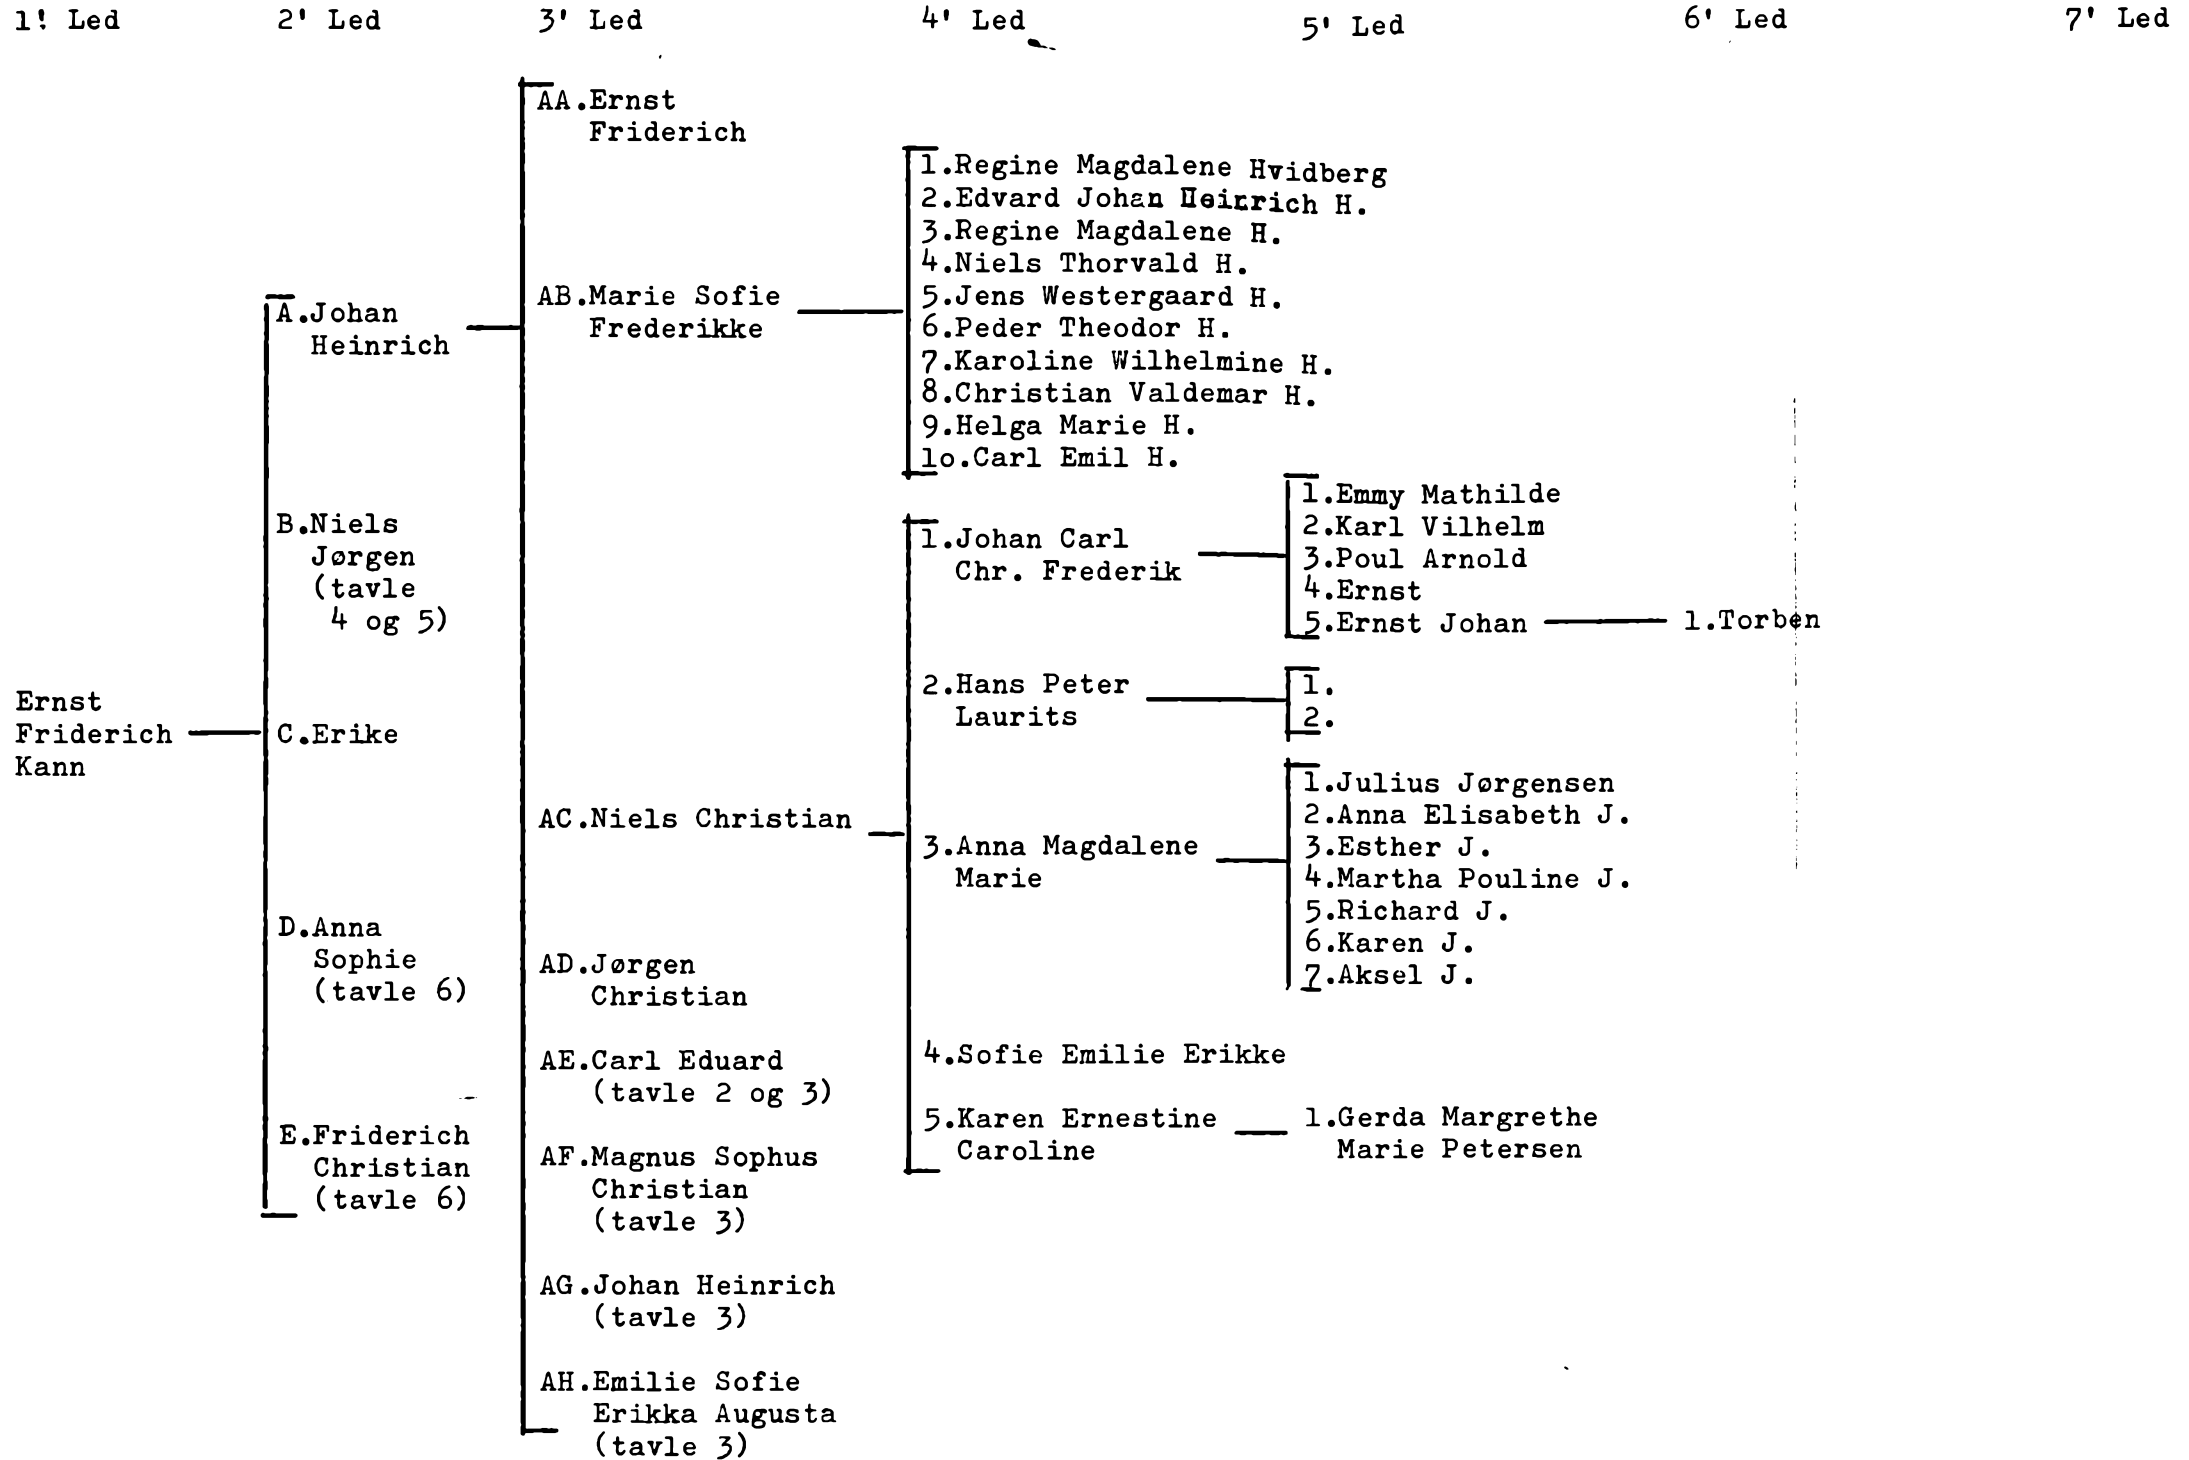 1! Led 2' Led 3' Led 4' Led 5' Led 6' Led 7' Led
Ernst
Friderich
Kann
A.Johan
Heinrich
B.Niels
Jørgen
(tavle
4 og 5)
C.Erike
D.Anna
Sophie
(tavle 6)
E.Friderich
Christian
(tavle 6)
AA.Ernst
Friderich
AB.Marie Sofie
Frederikke
AC.Niels Christian
AD.Jørgen
Christian
AE.Carl Eduard
(tavle 2 og 3)
AF.Magnus Sophus
Christian
(tavle 3)
AG.Johan Heinrich
(tavle 3)
AH.Emilie Sofie
Erikka Augusta
(tavle 3)
1.Regine Magdalene Hvidberg
2.Edvard Johan Heinrich H.
3.Regine Magdalene H.
4.Niels Thorvald H.
5.Jens Westergaard H.
6.Peder Theodor H.
7.Karoline Wilhelmine H.
8.Christian Valdemar H.
9.Helga Marie H.
1o.Carl Emil H.
1.Johan Carl
Chr. Frederik
2.Hans Peter
Laurits
3.Anna Magdalene
Marie
4.Sofie Emilie Erikke
5.Karen Ernestine
Caroline
1.Emmy Mathilde
2.Karl Vilhelm
3.Poul Arnold
4.Ernst
5.Ernst Johan
1.
2.
1.Julius Jørgensen
2.Anna Elisabeth J.
3.Esther J.
4.Martha Pouline J.
5.Richard J.
6.Karen J.
7.Aksel J.
1.Gerda Margrethe
Marie Petersen
1.Torben